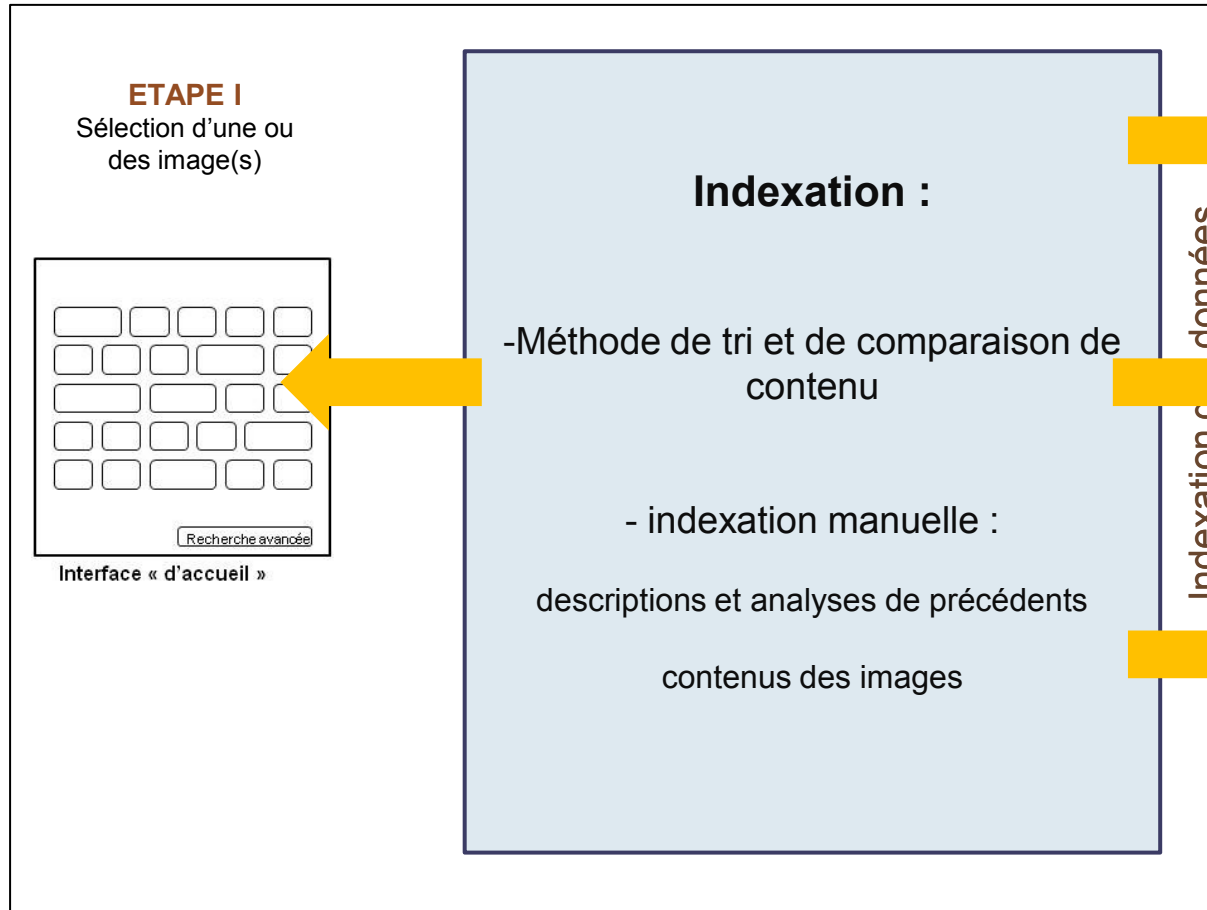 ETAPE I
Sélection d’une ou
des image(s)
Recherche avancée
Interface « d’accueil »
Indexation :
-Méthode de tri et de comparaison de
contenu
- indexation manuelle :
descriptions et analyses de précédents
contenus des images
Indexation données